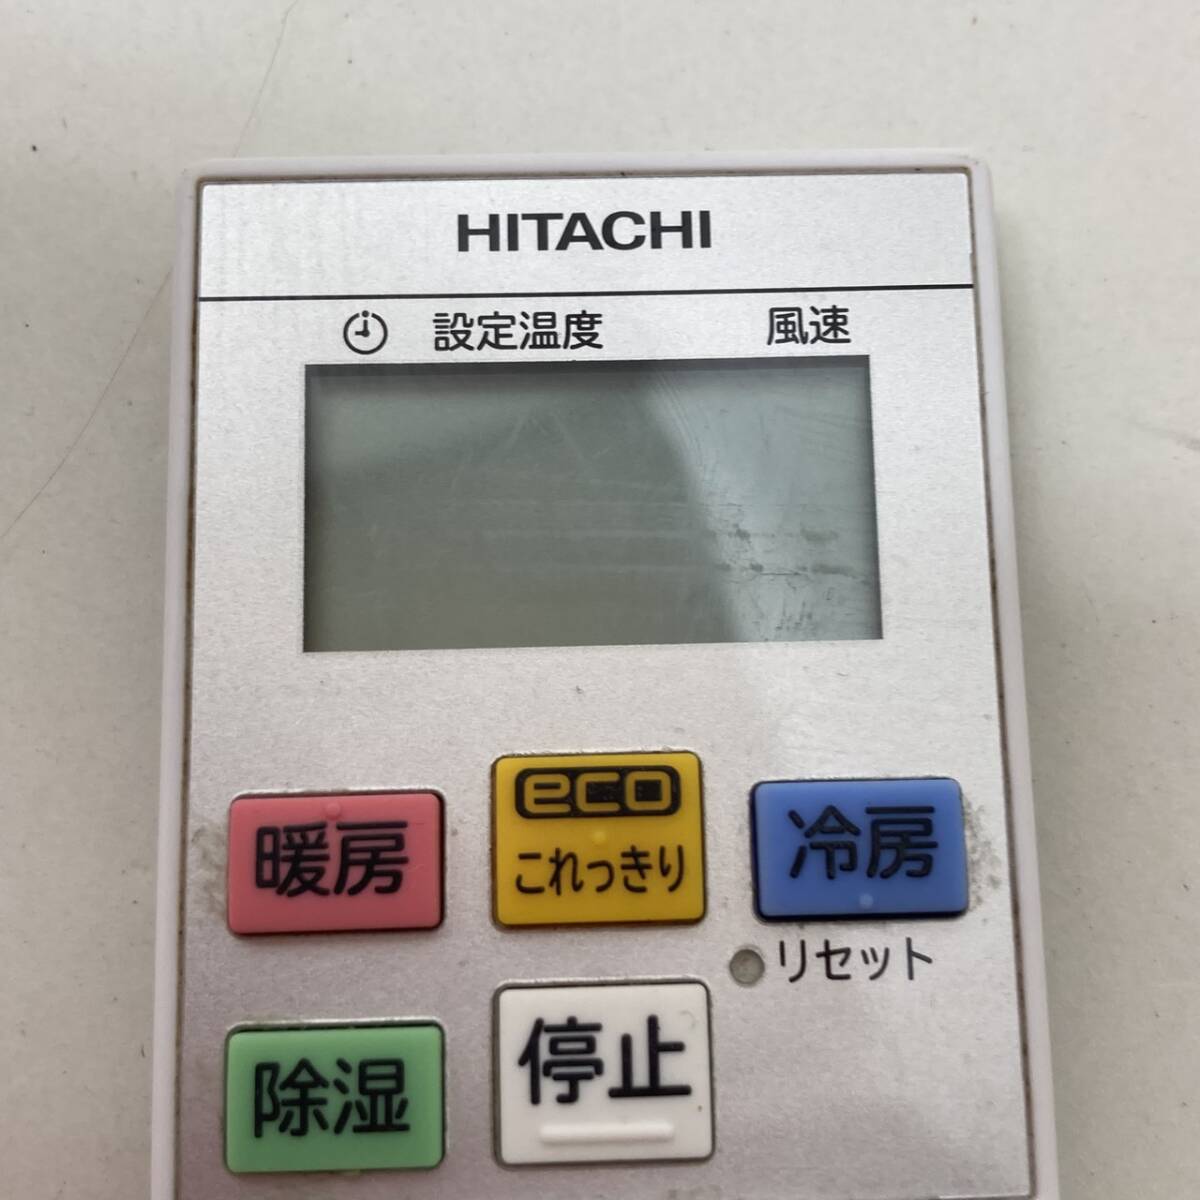 HITACHI
設定温度 風速
eco
暖房 これっきり 冷房
リセット
除湿 停止